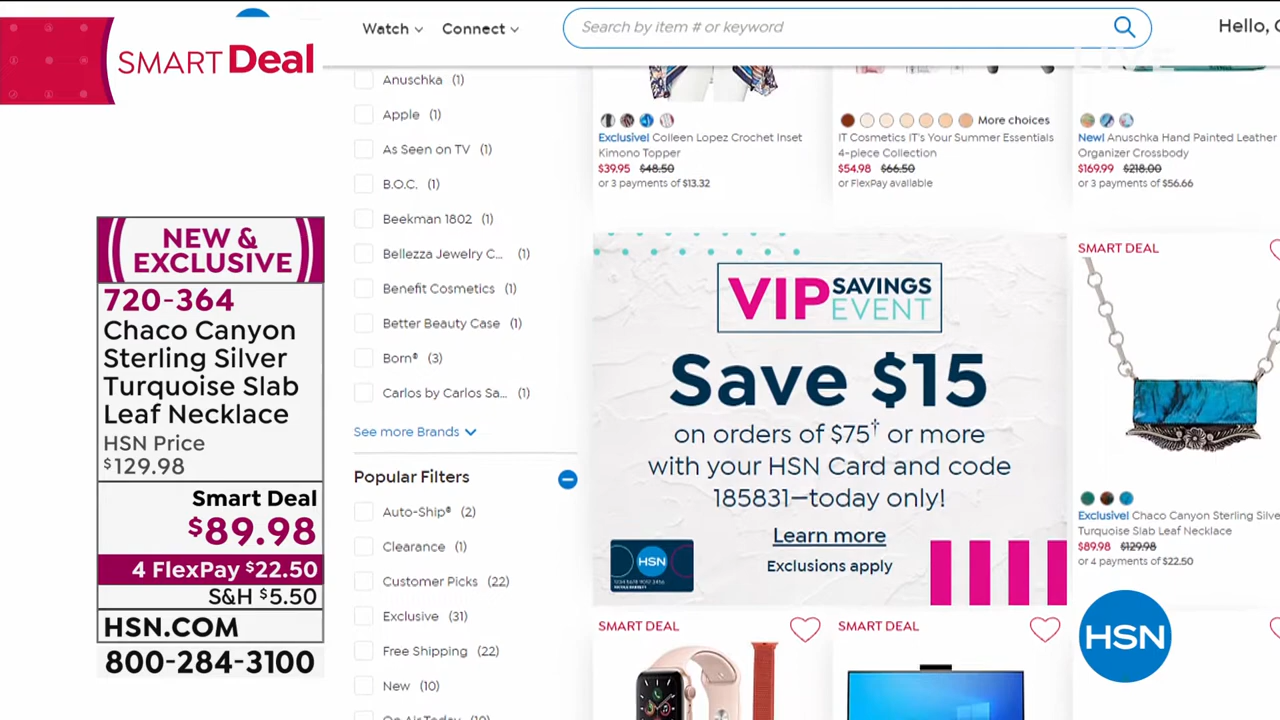 SMART Deal
Watch
Connect
Search by item # or keyword
Hello,
LIVE
NEW &
EXCLUSIVE
720-364
Chaco Canyon
Sterling Silver
Turquoise Slab
Leaf Necklace
HSN Price
$129.98
Smart Deal
$89.98
4 FlexPay $22.50
S&H $5.50
HSN.COM
800-284-3100
Anuschka (1)
Apple (1)
As Seen on TV (1)
B.O.C. (1)
Beekman 1802 (1)
Bellezza Jewelry C... (1)
Benefit Cosmetics (1)
Better Beauty Case (1)
Born® (3)
Carlos by Carlos Sa... (1)
See more Brands
Popular Filters
Auto-Ship® (2)
Clearance (1)
Customer Picks (22)
Exclusive (31)
Free Shipping (22)
New (10)
On Air Today (10)
Exclusive! Colleen Lopez Crochet Inset
Kimono Topper
$39.95 $48.50
or 3 payments of $13.32
More choices
IT Cosmetics IT's Your Summer Essentials
4-piece Collection
$54.98 $66.50
or FlexPay available
New! Anuschka Hand Painted Leather
Organizer Crossbody
$169.99 $218.00
or 3 payments of $56.66
VIP SAVINGS
EVENT
Save $15
on orders of $75† or more
with your HSN Card and code
185831—today only!
Learn more
Exclusions apply
HSN
SMART DEAL
Exclusive! Chaco Canyon Sterling Silve
Turquoise Slab Leaf Necklace
$89.98 $129.98
or 4 payments of $22.50
SMART DEAL
SMART DEAL
HSN